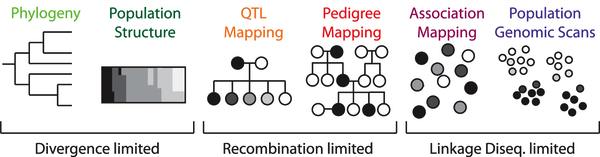 Phylogeny
Population
Structure
QTL
Mapping
Pedigree
Mapping
Association
Mapping
Population
Genomic Scans
Divergence limited
Recombination limited
Linkage Diseq. limited